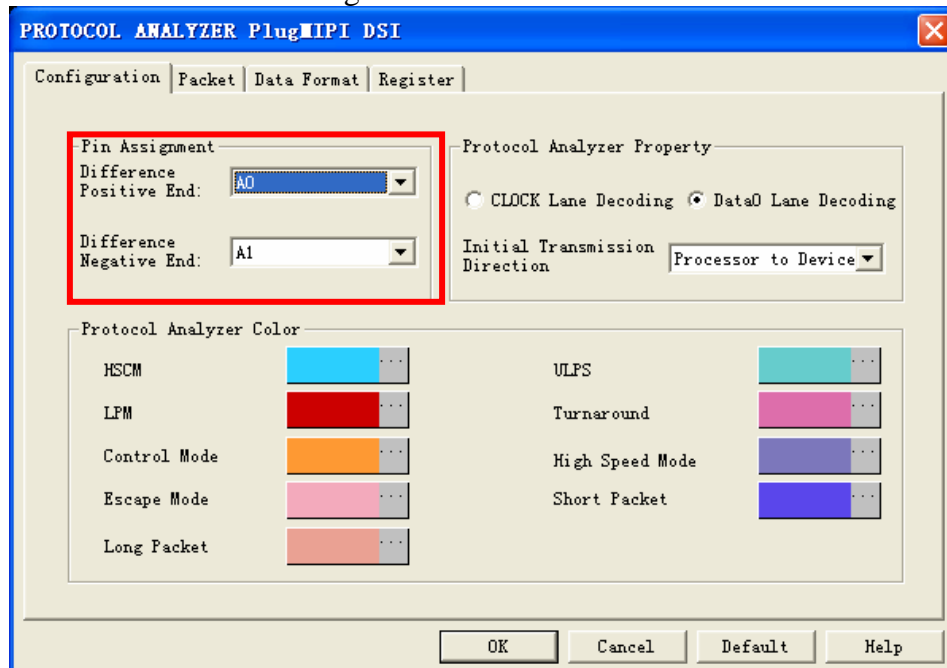 PROTOCOL ANALYZER Plug MIPI DSI
Configuration Packet Data Format Register
Pin Assignment
Difference
Positive End: A0
Difference
Negative End: A1
Protocol Analyzer Property
CLOCK Lane Decoding Data0 Lane Decoding
Initial Transmission
Direction Processor to Device
Protocol Analyzer Color
HSCM ... ULPS ...
LPM ... Turnaround ...
Control Mode ... High Speed Mode ...
Escape Mode ... Short Packet ...
Long Packet ...
OK Cancel Default Help